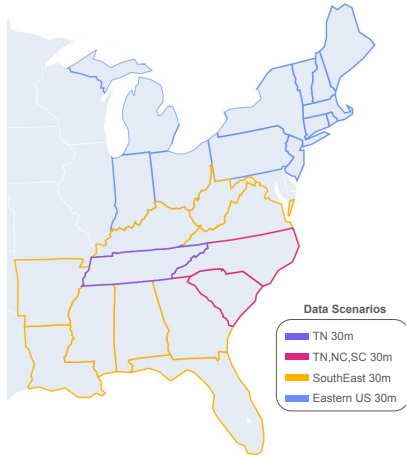 Data Scenarios
TN 30m
TN,NC,SC 30m
SouthEast 30m
Eastern US 30m